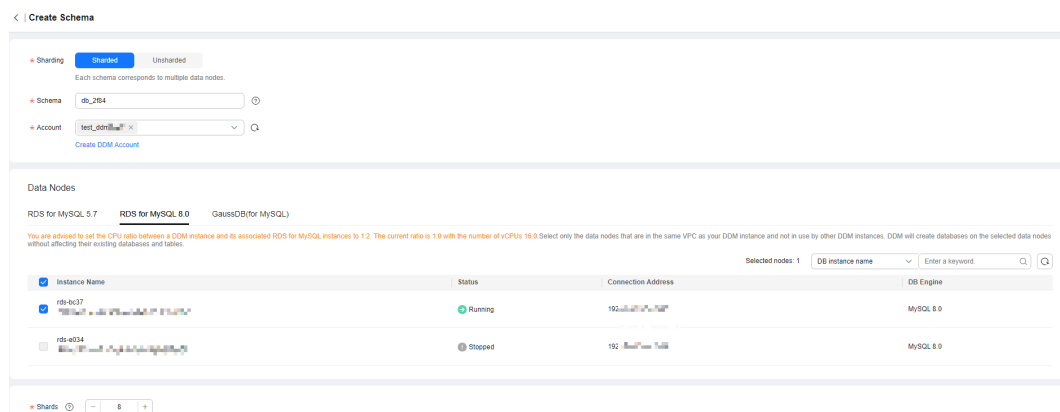 Create Schema
Sharding Sharded Unsharded
Each schema corresponds to multiple data nodes.
Schema db_2f84
Account test_ddm
Create DDM Account
Data Nodes
RDS for MySQL 5.7 RDS for MySQL 8.0 GaussDB(for MySQL)
You are advised to set the CPU ratio between a DDM instance and its associated RDS for MySQL instances to 1:2. The current ratio is 1:0 with the number of vCPUs 16:0.Select only the data nodes that are in the same VPC as your DDM instance and not in use by other DDM instances. DDM will create databases on the selected data nodes
without affecting their existing databases and tables.
Selected nodes: 1 DB instance name Enter a keyword.
Instance Name Status Connection Address DB Engine
rds-bc37
Running 192. MySQL 8.0
rds-e034
Stopped 192 MySQL 8.0
Shards 8